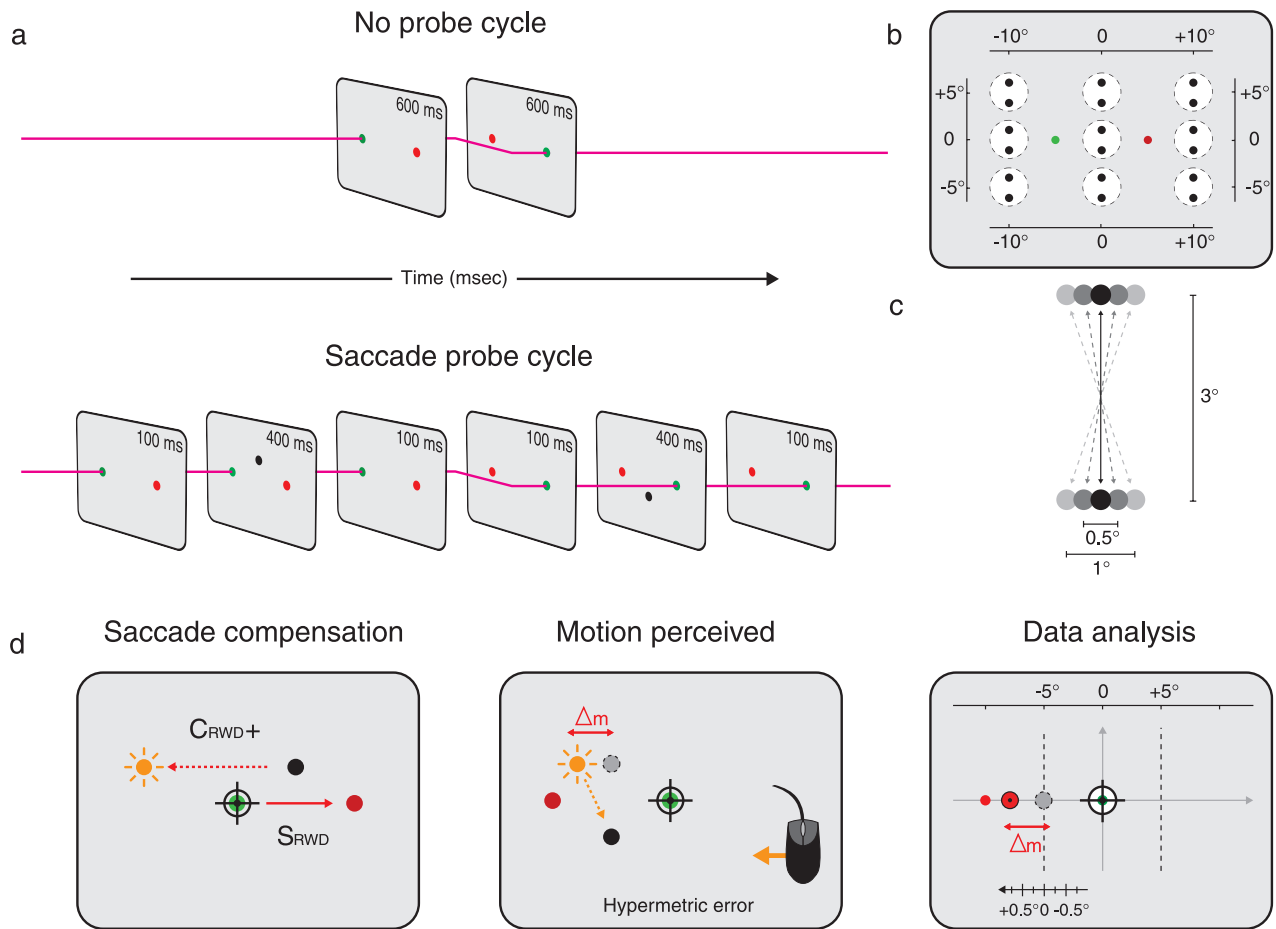 a
No probe cycle
600 ms
600 ms
Time (msec)
Saccade probe cycle
100 ms
400 ms
100 ms
100 ms
400 ms
100 ms
b
-10° 0 +10°
+5° +5°
0 0
-5° -5°
-10° 0 +10°
c
3°
0.5°
1°
d
Saccade compensation
CRWD+
SRWD
Motion perceived
Δm
Hypermetric error
Data analysis
-5° 0 +5°
Δm
+0.5° 0 -0.5°